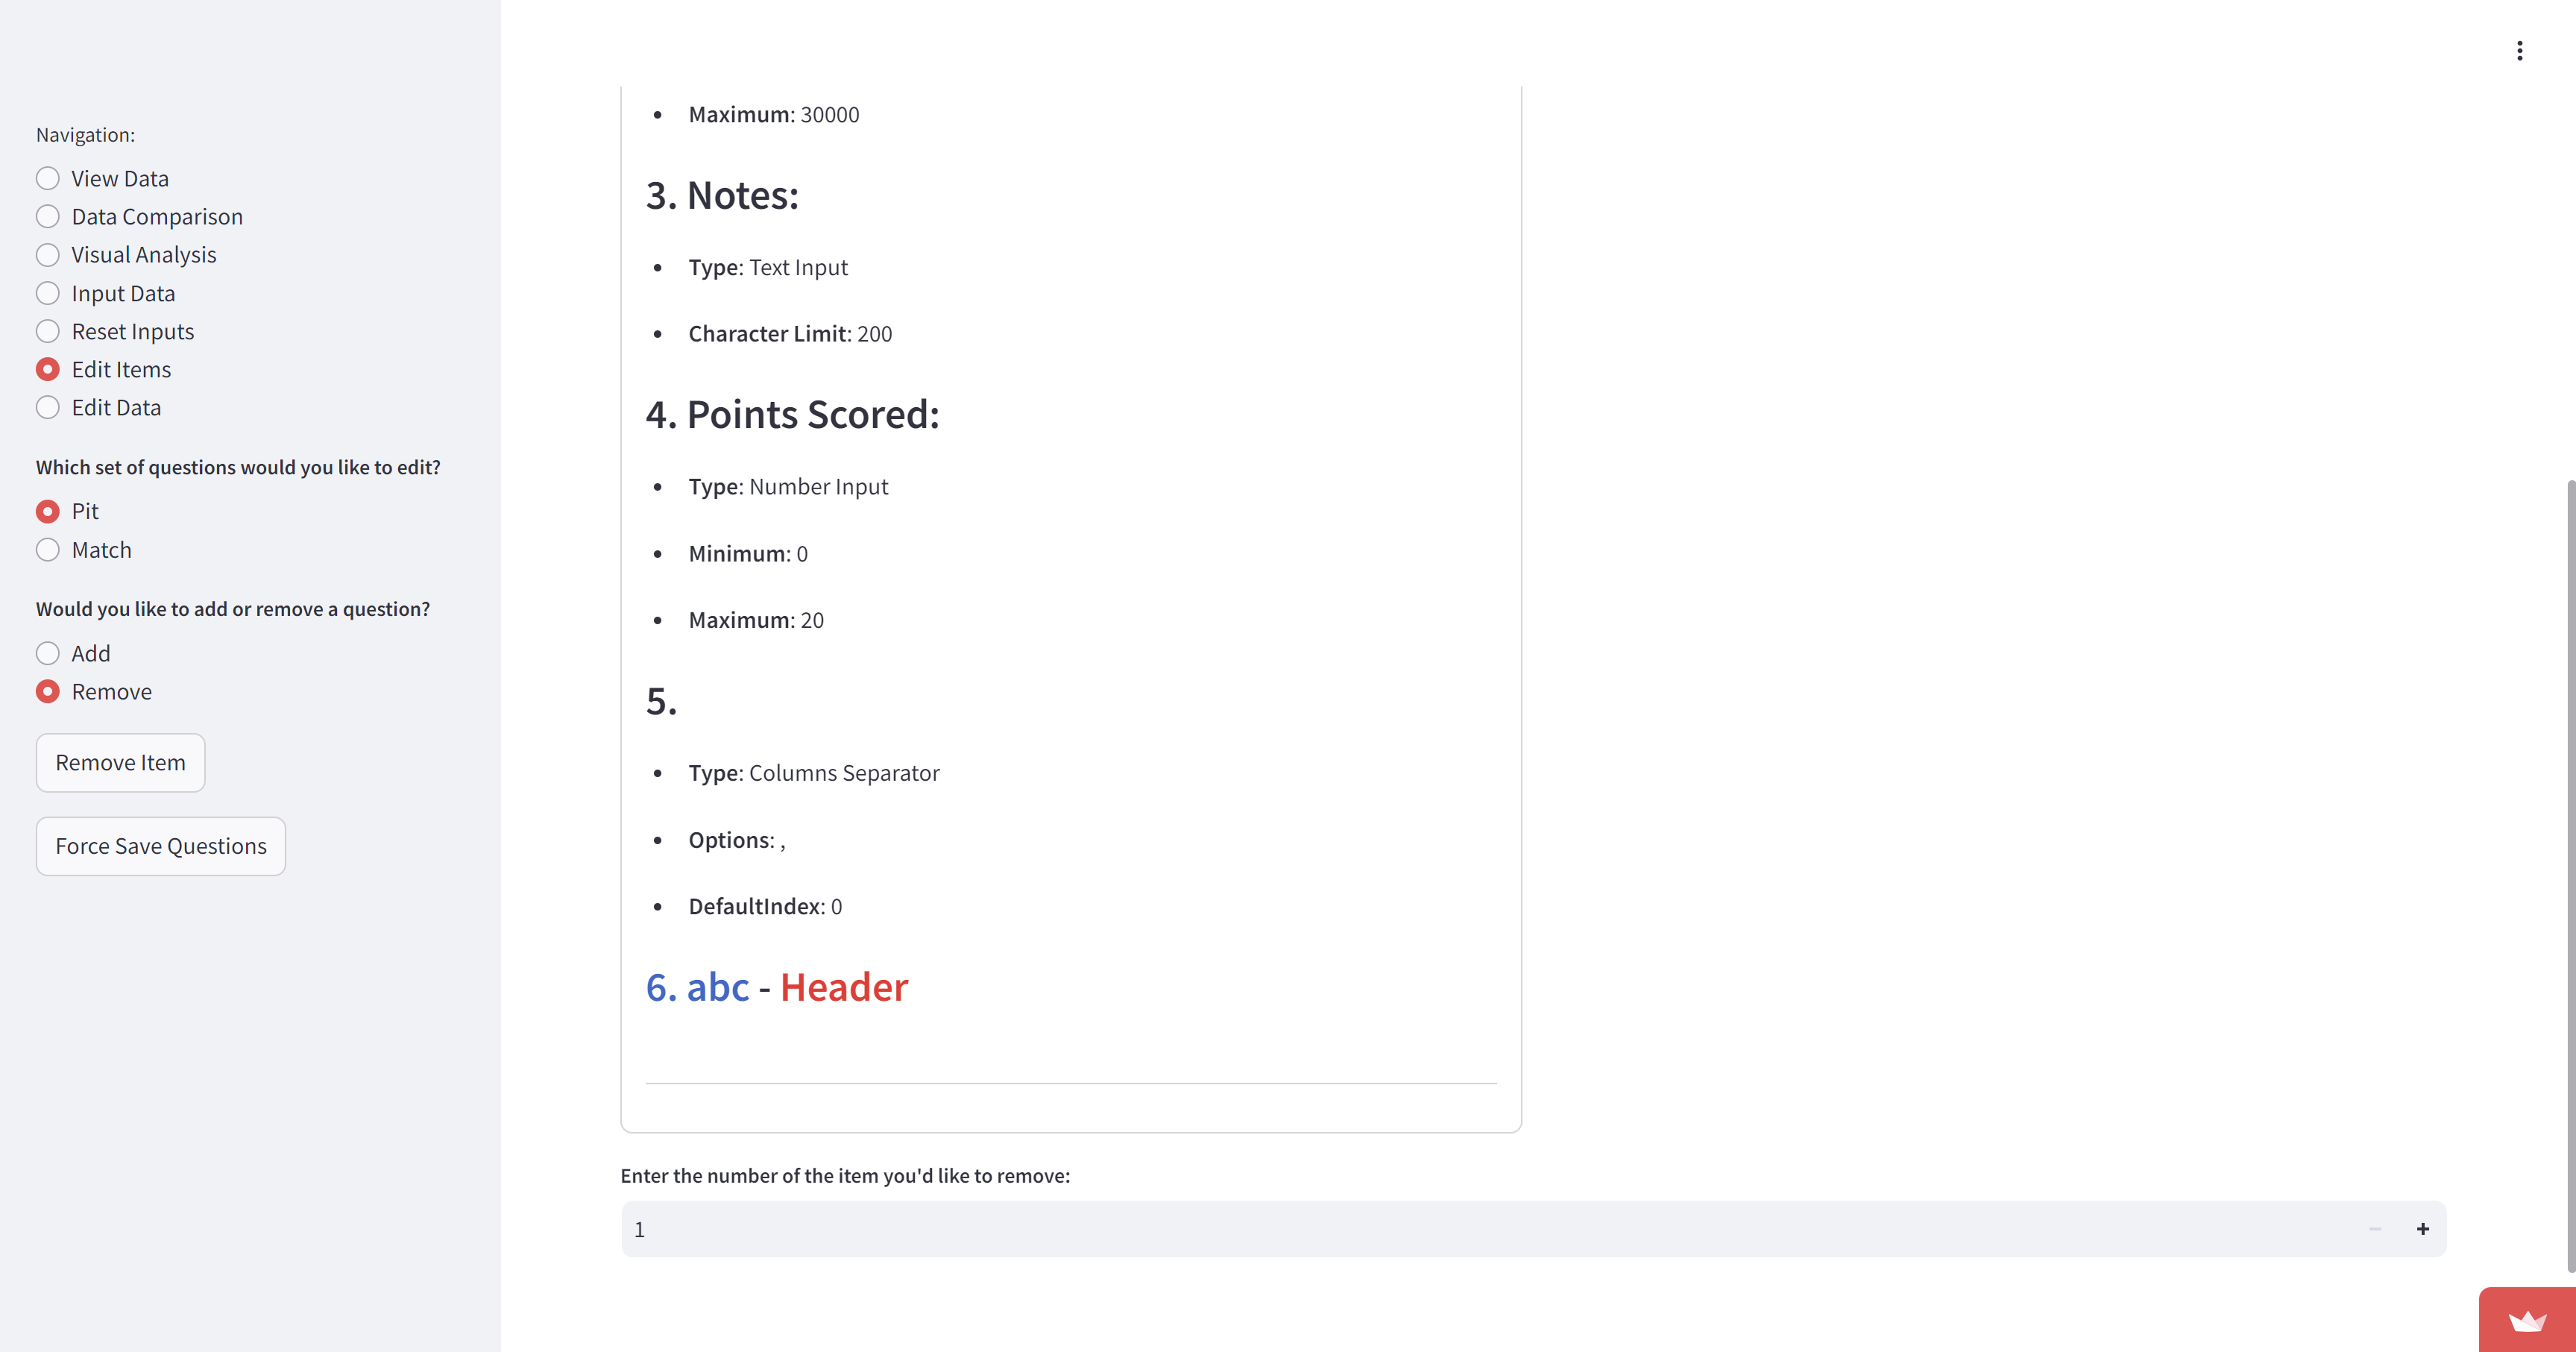 Navigation:
View Data
Data Comparison
Visual Analysis
Input Data
Reset Inputs
Edit Items
Edit Data
Which set of questions would you like to edit?
Pit
Match
Would you like to add or remove a question?
Add
Remove
Remove Item
Force Save Questions
• Maximum: 30000
3. Notes:
• Type: Text Input
• Character Limit: 200
4. Points Scored:
• Type: Number Input
• Minimum: 0
• Maximum: 20
5.
• Type: Columns Separator
• Options: ,
• DefaultIndex: 0
6. abc - Header
Enter the number of the item you'd like to remove:
1